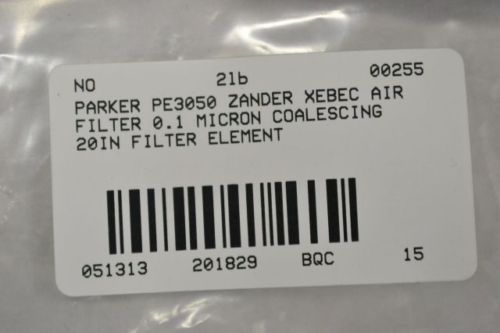 NO 2lb 00255
PARKER PE3050 ZANDER XEBEC AIR
FILTER 0.1 MICRON COALESCING
20IN FILTER ELEMENT
051313 201829 BQC 15